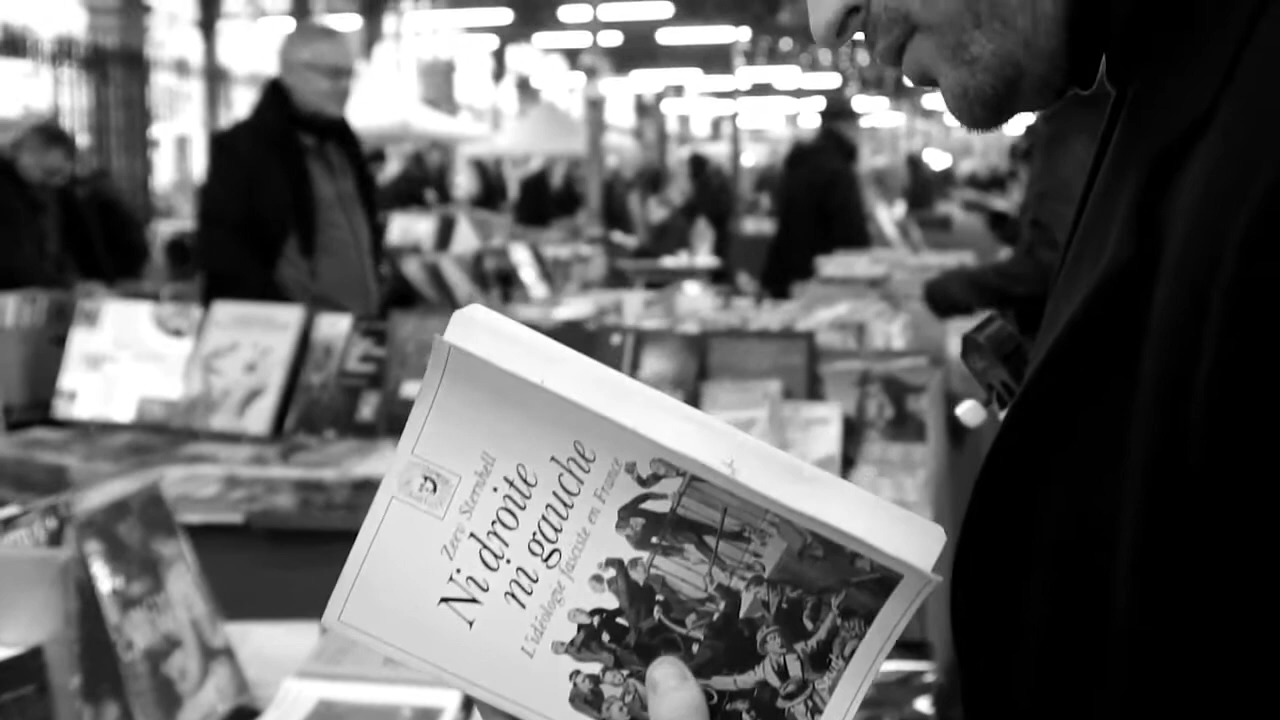 Zeev Sternhell
Ni droite
ni gauche
L'idéologie fasciste en France